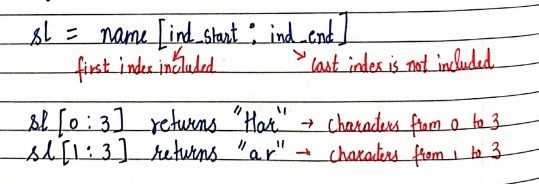 sl = name [ind_start : ind_end]
first index included
last index is not included
sl [0:3] returns "Har" → characters from 0 to 3
sl [1:3] returns "ar" → characters from 1 to 3